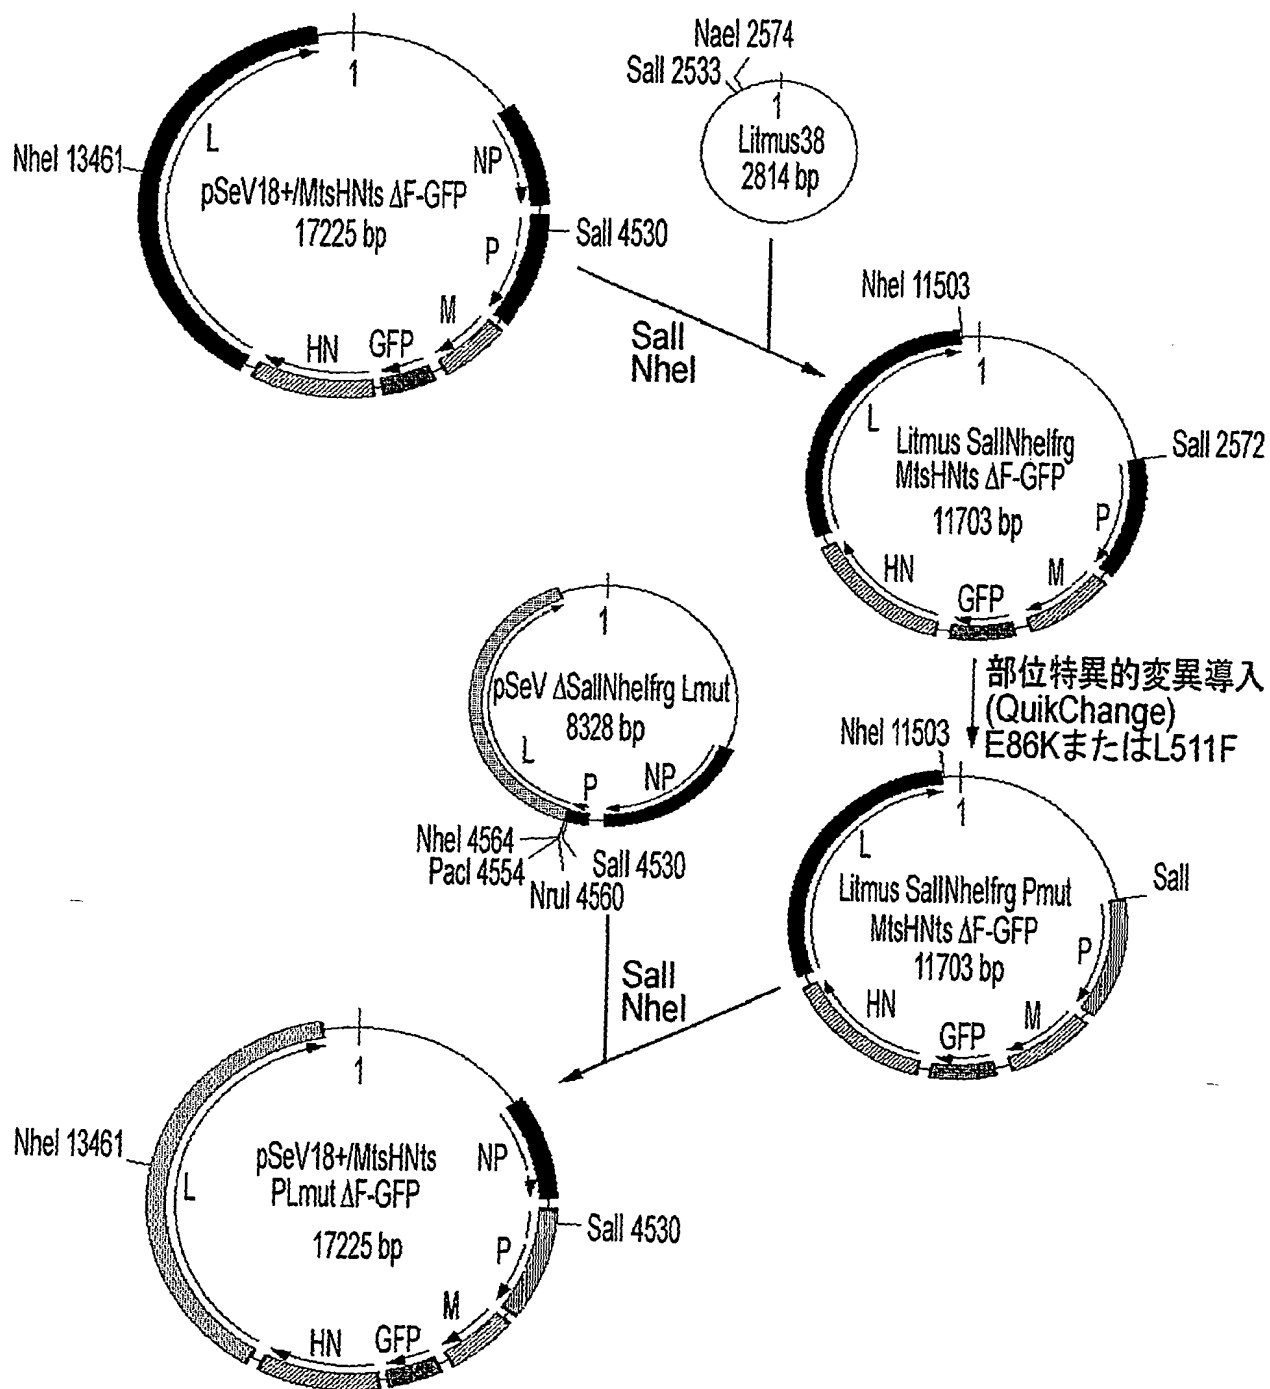 1
L
NheI 13461
NP
pSeV18+/MtsHNts ΔF-GFP
17225 bp
SalI 4530
P
M
GFP
HN
NaeI 2574
SalI 2533
1
Litmus38
2814 bp
SalI
NheI
NheI 11503
1
L
Litmus SalINheIfrg
MtsHNts ΔF-GFP
11703 bp
SalI 2572
P
M
GFP
HN
部位特異的変異導入
(QuikChange)
E86KまたはL511F
1
pSeV ΔSalINheIfrg Lmut
8328 bp
L
P
NP
NheI 4564
PacI 4554
NruI 4560
SalI 4530
SalI
NheI
NheI 11503
1
L
Litmus SalINheIfrg Pmut
MtsHNts ΔF-GFP
11703 bp
SalI
P
M
GFP
HN
1
NheI 13461
L
NP
pSeV18+/MtsHNts
PLmut ΔF-GFP
17225 bp
SalI 4530
P
M
GFP
HN